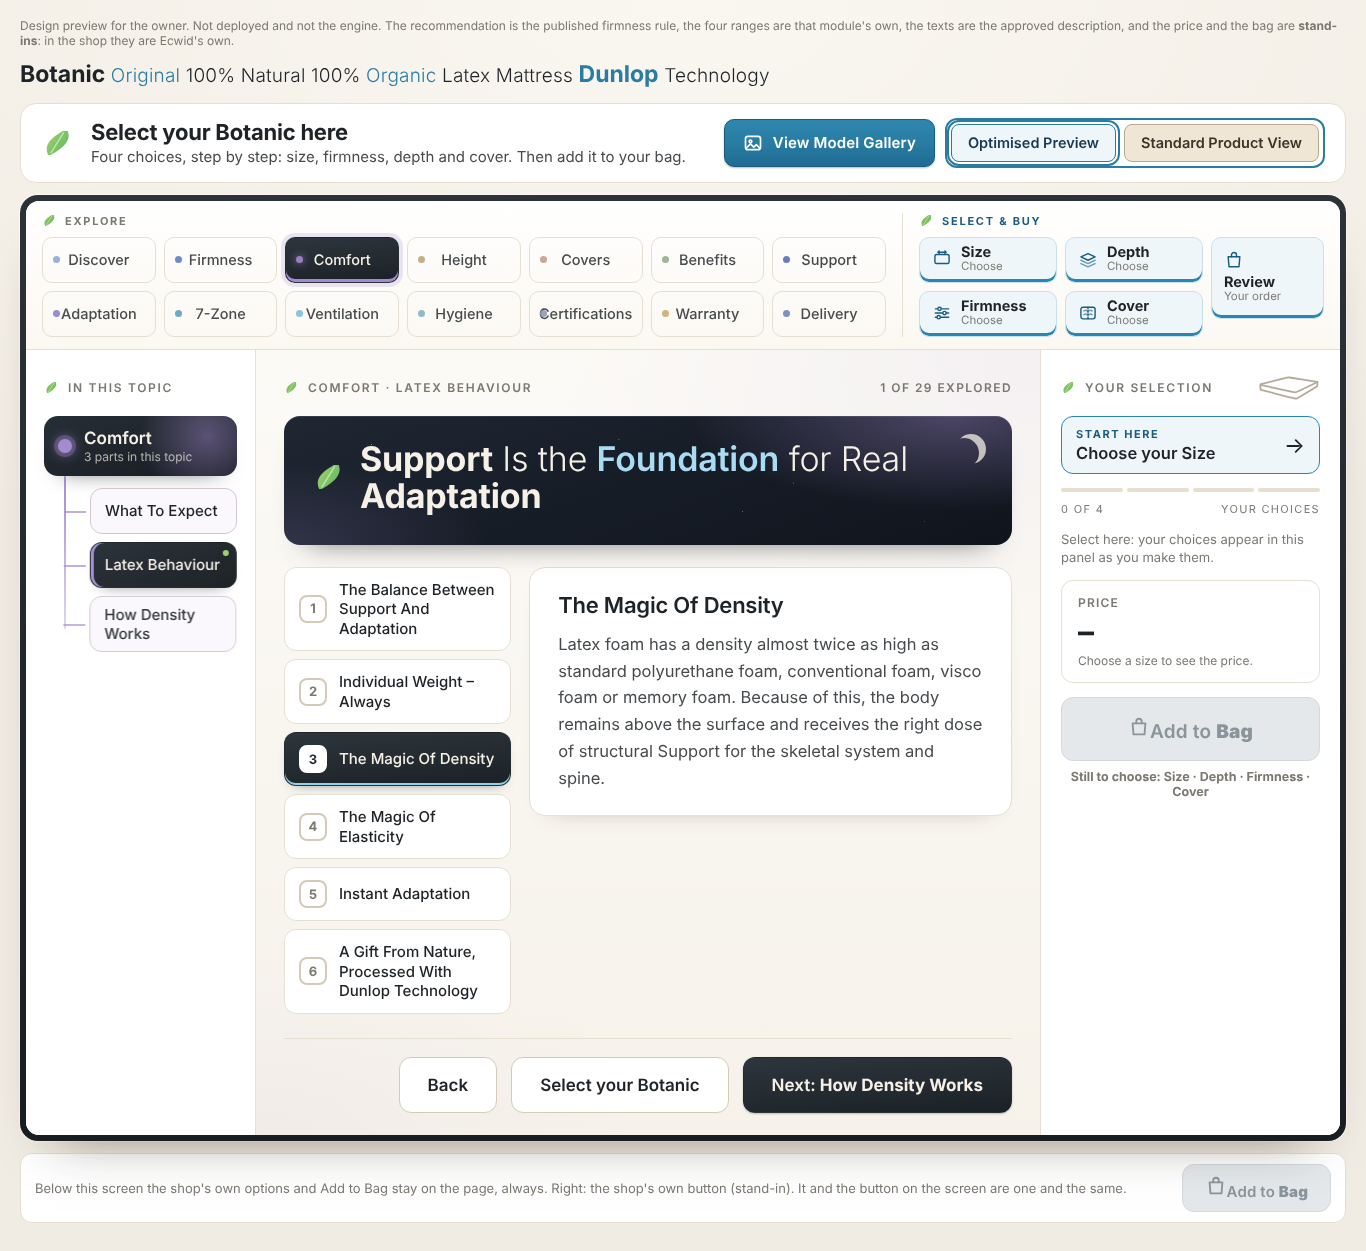 Design preview for the owner. Not deployed and not the engine. The recommendation is the published firmness rule, the four ranges are that module's own, the texts are the approved description, and the price and the bag are stand-
ins: in the shop they are Ecwid's own.
Botanic Original 100% Natural 100% Organic Latex Mattress Dunlop Technology
Select your Botanic here
Four choices, step by step: size, firmness, depth and cover. Then add it to your bag.
View Model Gallery
Optimised Preview
Standard Product View
EXPLORE
Discover
Firmness
Comfort
Height
Covers
Benefits
Support
Adaptation
7-Zone
Ventilation
Hygiene
Certifications
Warranty
Delivery
SELECT & BUY
Size
Choose
Depth
Choose
Firmness
Choose
Cover
Choose
Review
Your order
IN THIS TOPIC
Comfort
3 parts in this topic
What To Expect
Latex Behaviour
How Density
Works
COMFORT · LATEX BEHAVIOUR
1 OF 29 EXPLORED
Support Is the Foundation for Real
Adaptation
1
The Balance Between
Support And
Adaptation
2
Individual Weight –
Always
3
The Magic Of Density
4
The Magic Of
Elasticity
5
Instant Adaptation
6
A Gift From Nature,
Processed With
Dunlop Technology
The Magic Of Density
Latex foam has a density almost twice as high as
standard polyurethane foam, conventional foam, visco
foam or memory foam. Because of this, the body
remains above the surface and receives the right dose
of structural Support for the skeletal system and
spine.
Back
Select your Botanic
Next: How Density Works
YOUR SELECTION
START HERE
Choose your Size
0 OF 4
YOUR CHOICES
Select here: your choices appear in this
panel as you make them.
PRICE
–
Choose a size to see the price.
Add to Bag
Still to choose: Size · Depth · Firmness ·
Cover
Below this screen the shop's own options and Add to Bag stay on the page, always. Right: the shop's own button (stand-in). It and the button on the screen are one and the same.
Add to Bag